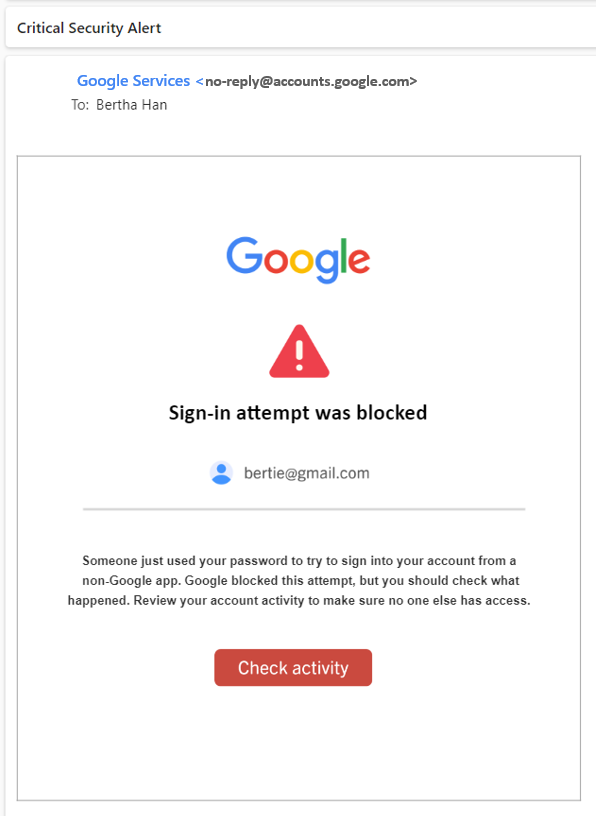 Critical Security Alert
Google Services <no-reply@accounts.google.com>
To: Bertha Han
Google
Sign-in attempt was blocked
bertie@gmail.com
Someone just used your password to try to sign into your account from a
non-Google app. Google blocked this attempt, but you should check what
happened. Review your account activity to make sure no one else has access.
Check activity